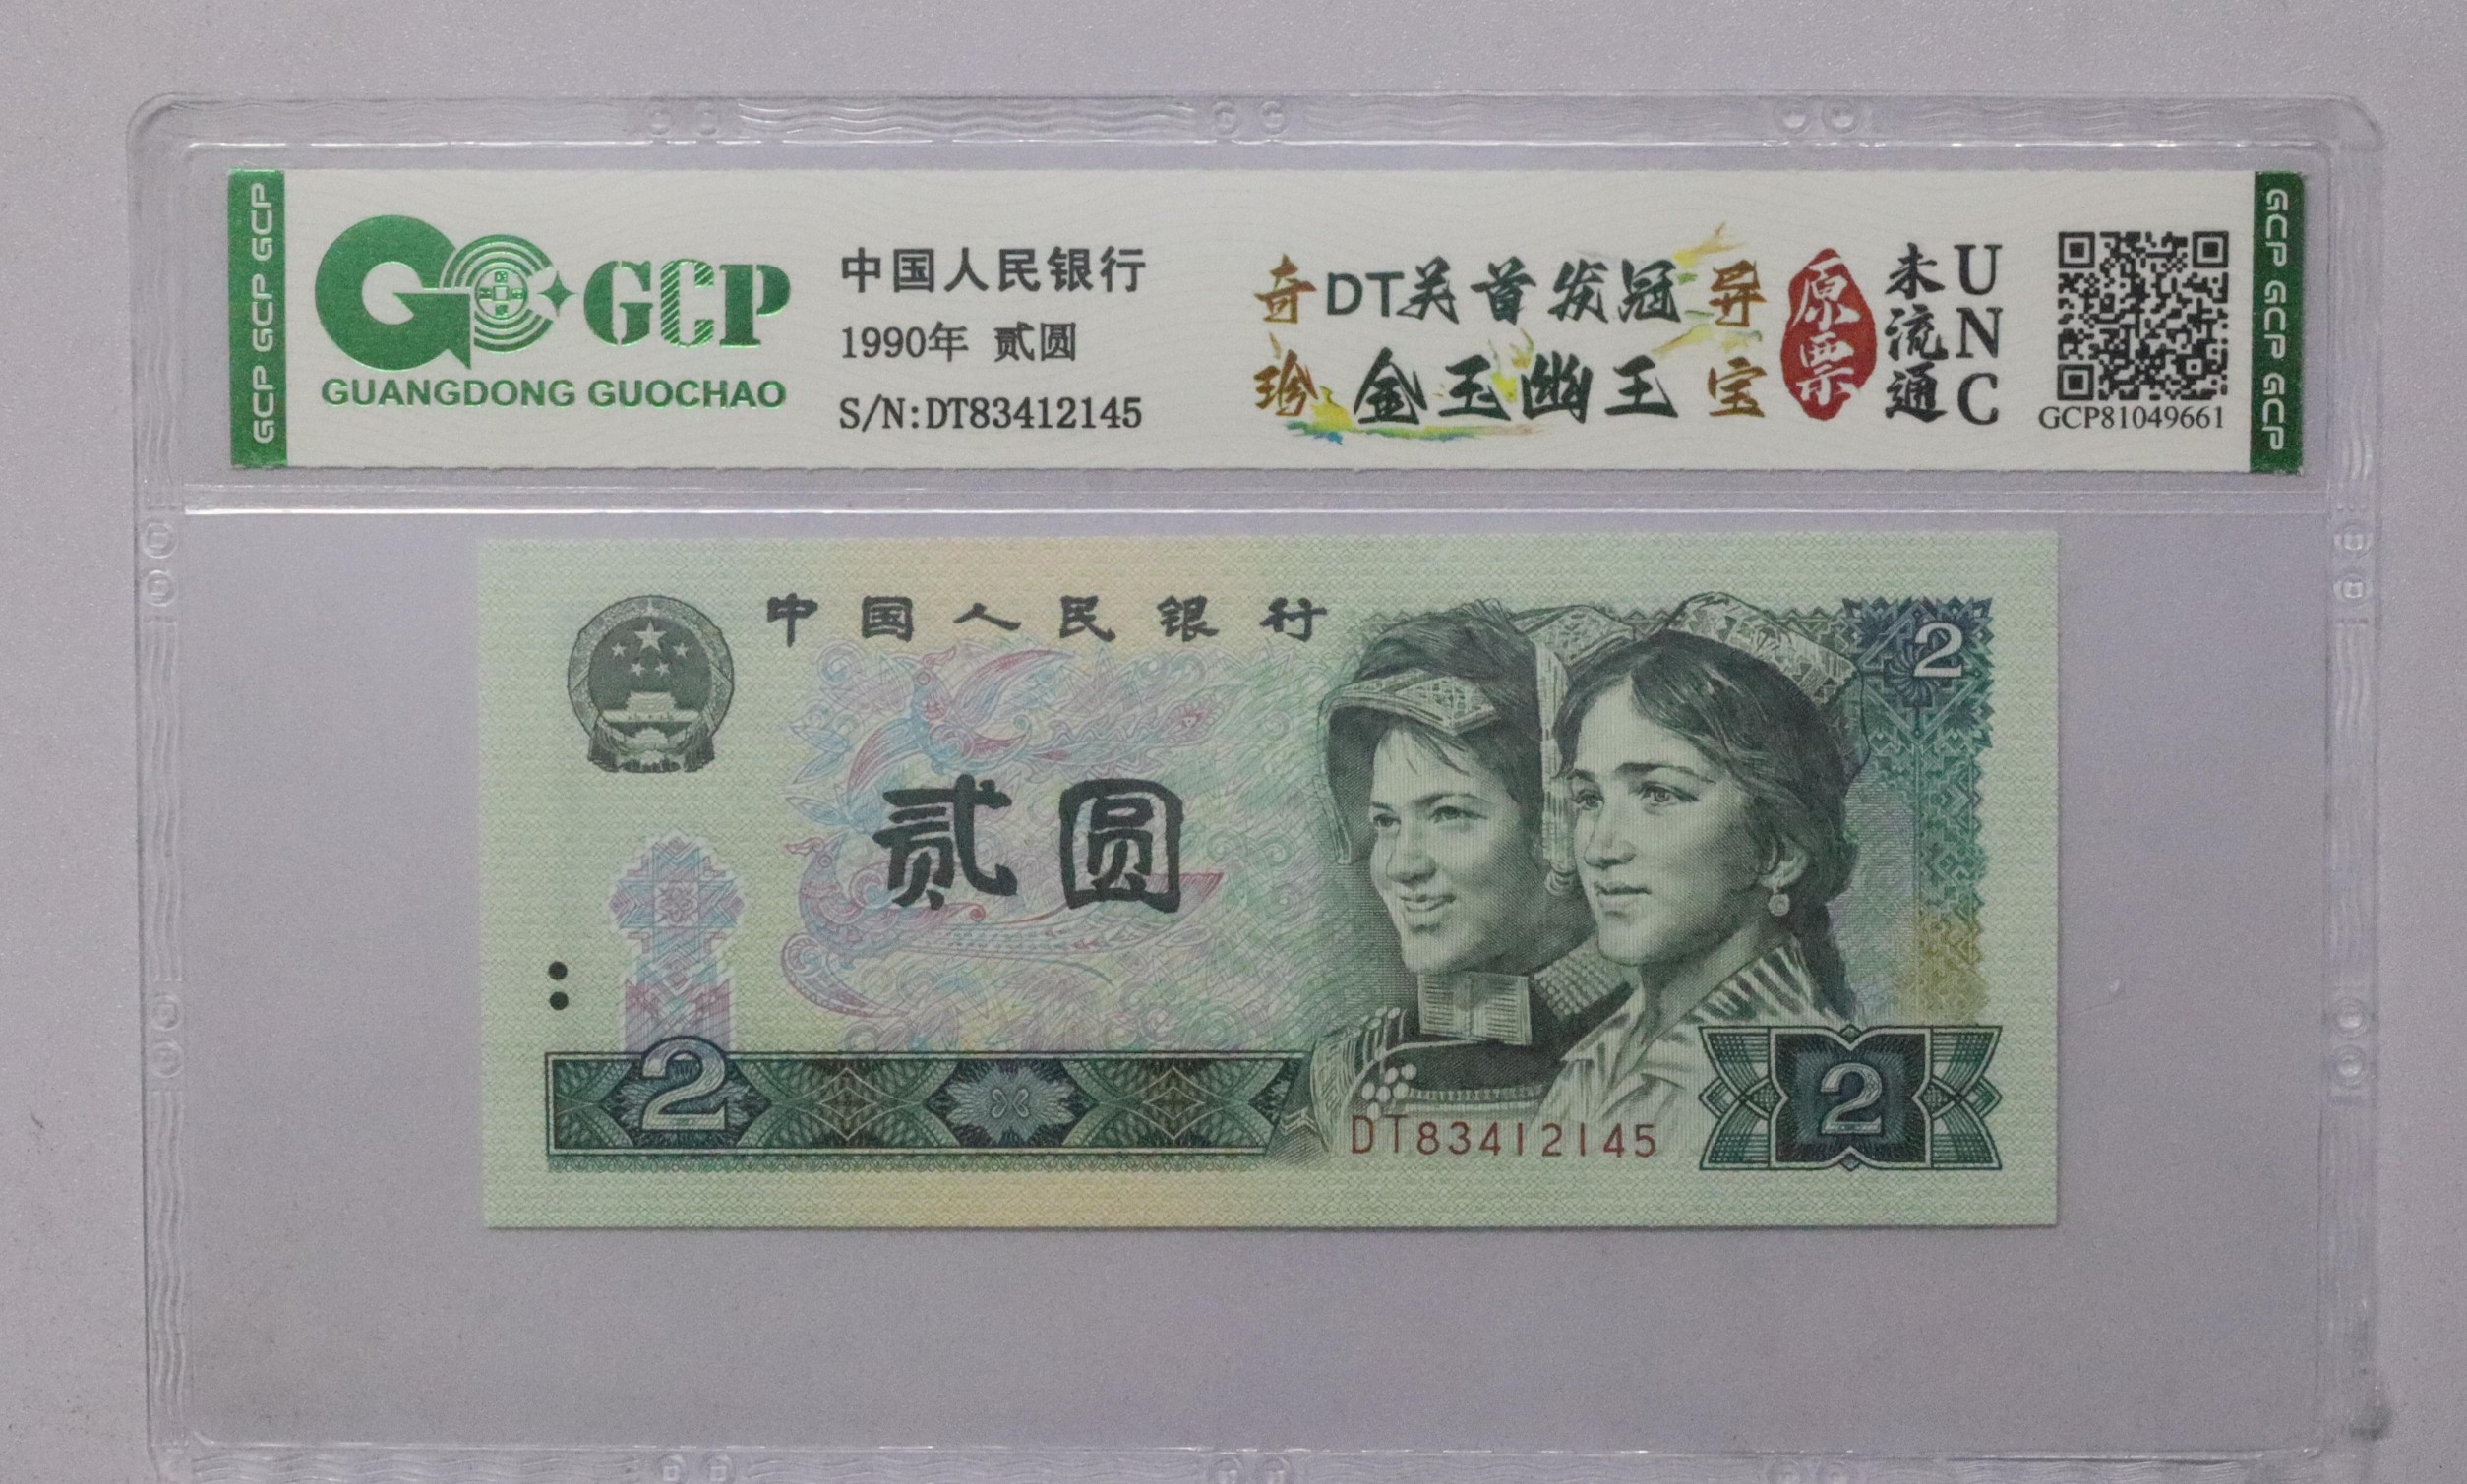 GCP GCP GCP
GCP
GUANGDONG GUOCHAO
中国人民银行
1990年 贰圆
S/N:DT83412145
奇DT关首发冠异
珍金玉幽王宝
原票
未流通
UNC
GCP81049661
GCP GCP GCP
中国人民银行
2
贰圆
2
DT83412145
2